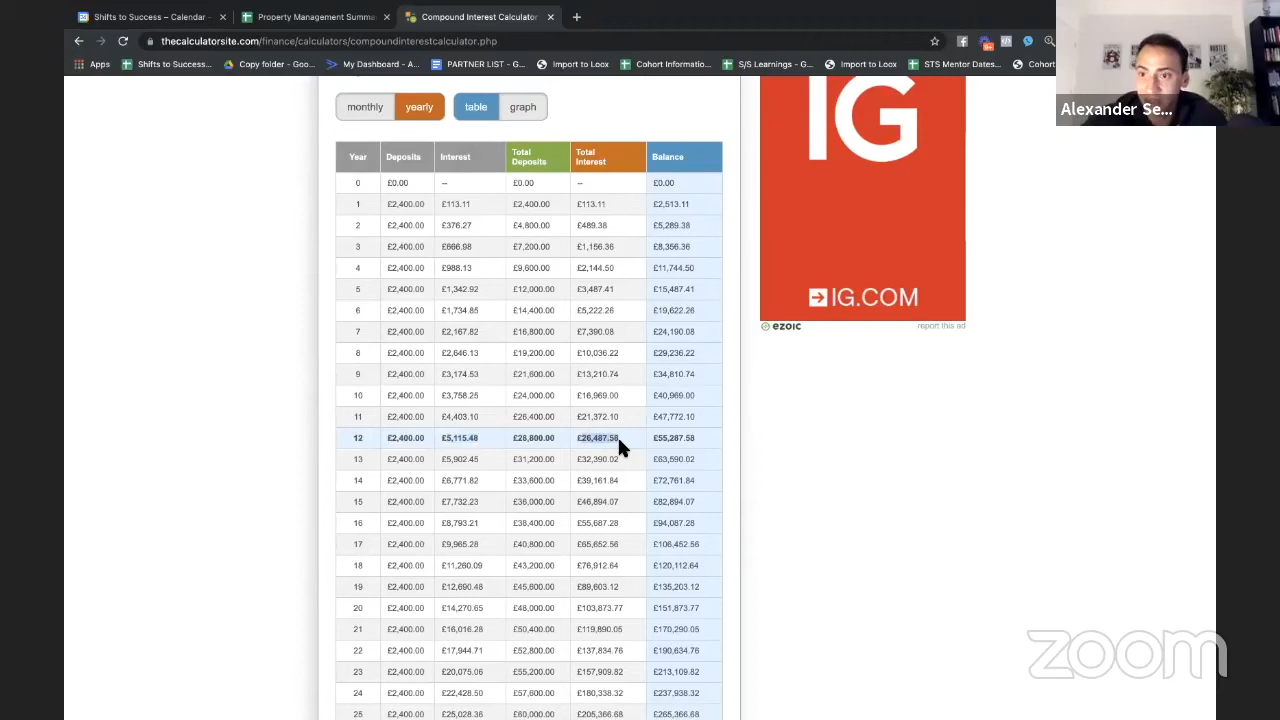 Shifts to Success – Calendar -
Property Management Summa
Compound Interest Calculator
thecalculatorsite.com/finance/calculators/compoundinterestcalculator.php
Apps
Shifts to Success...
Copy folder - Goo...
My Dashboard - A...
PARTNER LIST - G...
Import to Loox
Cohort Informatio...
S/S Learnings - G...
Import to Loox
STS Mentor Dates...
Cohort
Alexander Se...
monthly yearly table graph
Year Deposits Interest Total Deposits Total Interest Balance
0 £0.00 -- £0.00 -- £0.00
1 £2,400.00 £113.11 £2,400.00 £113.11 £2,513.11
2 £2,400.00 £376.27 £4,800.00 £489.38 £5,289.38
3 £2,400.00 £666.98 £7,200.00 £1,156.36 £8,356.36
4 £2,400.00 £988.13 £9,600.00 £2,144.50 £11,744.50
5 £2,400.00 £1,342.92 £12,000.00 £3,487.41 £15,487.41
6 £2,400.00 £1,734.85 £14,400.00 £5,222.26 £19,622.26
7 £2,400.00 £2,167.82 £16,800.00 £7,390.08 £24,190.08
8 £2,400.00 £2,646.13 £19,200.00 £10,036.22 £29,236.22
9 £2,400.00 £3,174.53 £21,600.00 £13,210.74 £34,810.74
10 £2,400.00 £3,758.25 £24,000.00 £16,969.00 £40,969.00
11 £2,400.00 £4,403.10 £26,400.00 £21,372.10 £47,772.10
12 £2,400.00 £5,115.48 £28,800.00 £26,487.58 £55,287.58
13 £2,400.00 £5,902.45 £31,200.00 £32,390.02 £63,590.02
14 £2,400.00 £6,771.82 £33,600.00 £39,161.84 £72,761.84
15 £2,400.00 £7,732.23 £36,000.00 £46,894.07 £82,894.07
16 £2,400.00 £8,793.21 £38,400.00 £55,687.28 £94,087.28
17 £2,400.00 £9,965.28 £40,800.00 £65,652.56 £106,452.56
18 £2,400.00 £11,260.09 £43,200.00 £76,912.64 £120,112.64
19 £2,400.00 £12,690.48 £45,600.00 £89,603.12 £135,203.12
20 £2,400.00 £14,270.65 £48,000.00 £103,873.77 £151,873.77
21 £2,400.00 £16,016.28 £50,400.00 £119,890.05 £170,290.05
22 £2,400.00 £17,944.71 £52,800.00 £137,834.76 £190,634.76
23 £2,400.00 £20,075.06 £55,200.00 £157,909.82 £213,109.82
24 £2,400.00 £22,428.50 £57,600.00 £180,338.32 £237,938.32
25 £2,400.00 £25,028.36 £60,000.00 £205,366.68 £265,366.68
IG
IG.COM
ezoic
report this ad
zoom